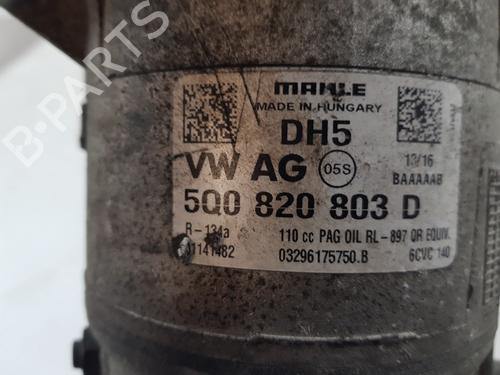 MAHLE
MADE IN HUNGARY
DH5
VW AG 05S 13/16
BAAAAAB
5Q0 820 803 D
R-134a 110 cc PAG OIL RL-897 OR EQUIV.
1141482 03296175750.B 6CVC 140
B-PARTS